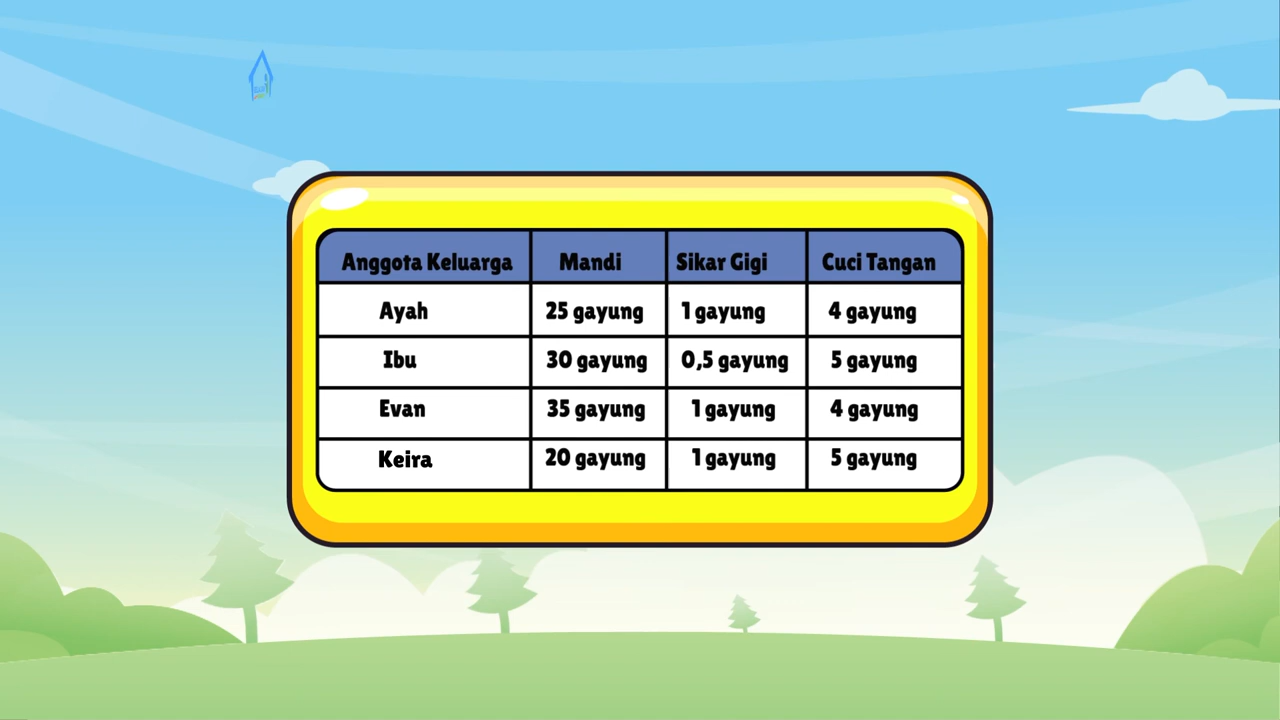 Anggota Keluarga Mandi Sikar Gigi Cuci Tangan
Ayah 25 gayung 1 gayung 4 gayung
Ibu 30 gayung 0,5 gayung 5 gayung
Evan 35 gayung 1 gayung 4 gayung
Keira 20 gayung 1 gayung 5 gayung